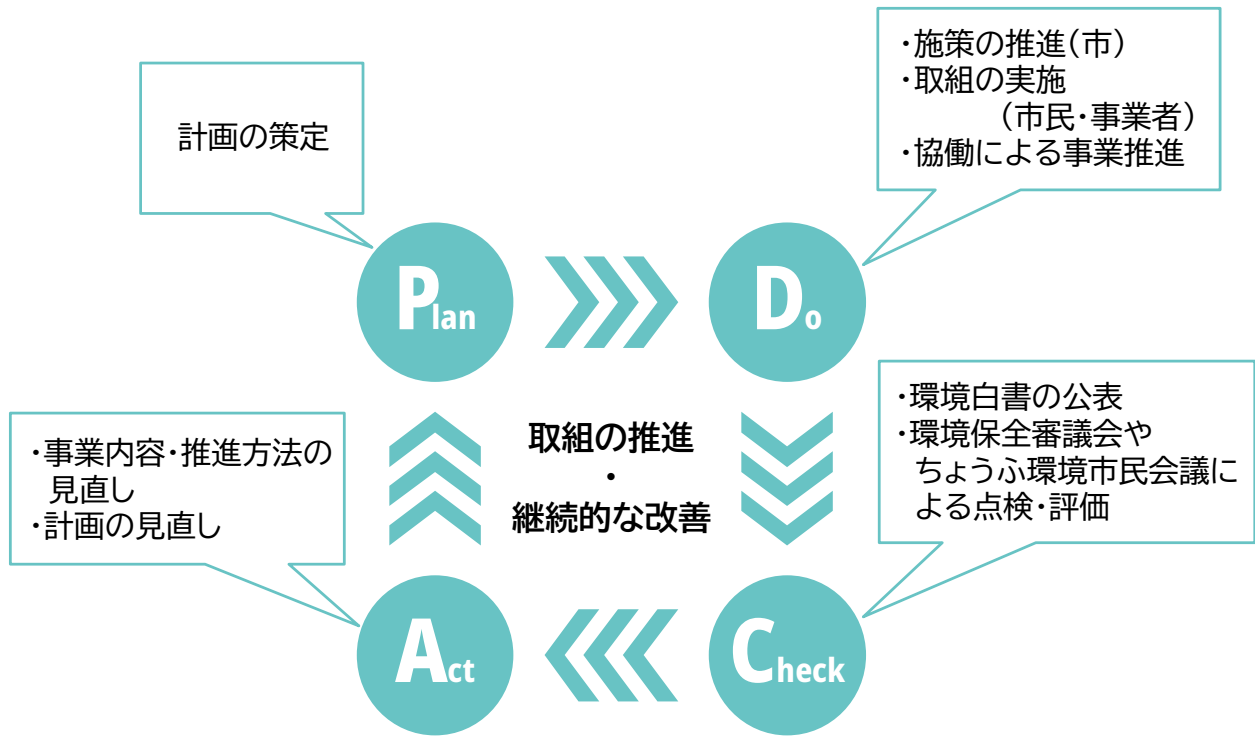 計画の策定
・施策の推進(市)
・取組の実施
(市民・事業者)
・協働による事業推進
Plan
Do
・事業内容・推進方法の
見直し
・計画の見直し
取組の推進
・
継続的な改善
・環境白書の公表
・環境保全審議会や
ちょうふ環境市民会議に
よる点検・評価
Act
Check